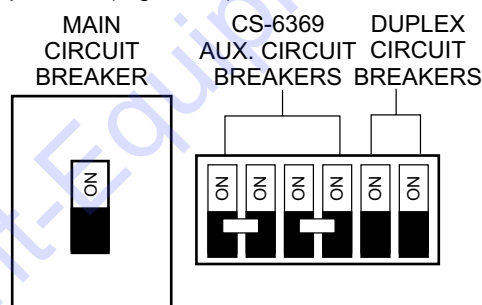 MAIN
CIRCUIT
BREAKER
CS-6369
AUX. CIRCUIT
BREAKERS
DUPLEX
CIRCUIT
BREAKERS
ON
ON
ON
ON
ON
ON
ON